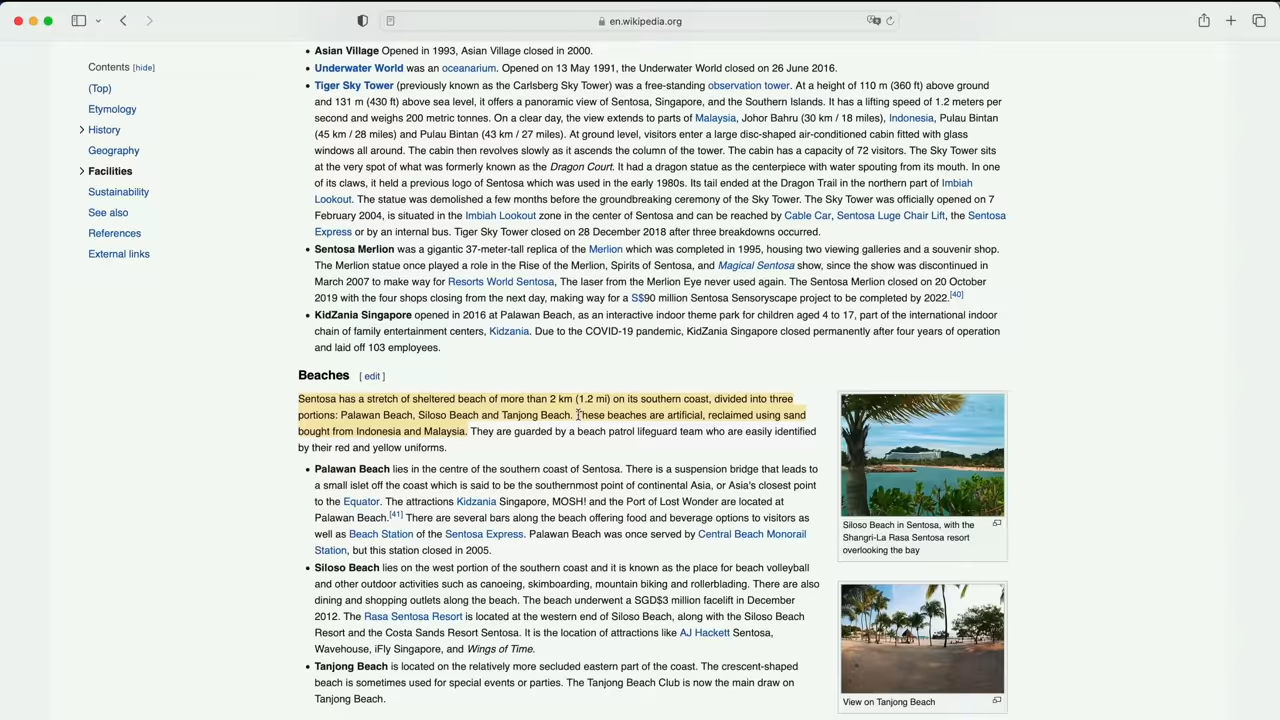 en.wikipedia.org
Contents [hide]
(Top)
Etymology
History
Geography
Facilities
Sustainability
See also
References
External links
• Asian Village Opened in 1993, Asian Village closed in 2000.
• Underwater World was an oceanarium. Opened on 13 May 1991, the Underwater World closed on 26 June 2016.
• Tiger Sky Tower (previously known as the Carlsberg Sky Tower) was a free-standing observation tower. At a height of 110 m (360 ft) above ground
and 131 m (430 ft) above sea level, it offers a panoramic view of Sentosa, Singapore, and the Southern Islands. It has a lifting speed of 1.2 meters per
second and weighs 200 metric tonnes. On a clear day, the view extends to parts of Malaysia, Johor Bahru (30 km / 18 miles), Indonesia, Pulau Bintan
(45 km / 28 miles) and Pulau Bintan (43 km / 27 miles). At ground level, visitors enter a large disc-shaped air-conditioned cabin fitted with glass
windows all around. The cabin then revolves slowly as it ascends the column of the tower. The cabin has a capacity of 72 visitors. The Sky Tower sits
at the very spot of what was formerly known as the Dragon Court. It had a dragon statue as the centerpiece with water spouting from its mouth. In one
of its claws, it held a previous logo of Sentosa which was used in the early 1980s. Its tail ended at the Dragon Trail in the northern part of Imbiah
Lookout. The statue was demolished a few months before the groundbreaking ceremony of the Sky Tower. The Sky Tower was officially opened on 7
February 2004, is situated in the Imbiah Lookout zone in the center of Sentosa and can be reached by Cable Car, Sentosa Luge Chair Lift, the Sentosa
Express or by an internal bus. Tiger Sky Tower closed on 28 December 2018 after three breakdowns occurred.
• Sentosa Merlion was a gigantic 37-meter-tall replica of the Merlion which was completed in 1995, housing two viewing galleries and a souvenir shop.
The Merlion statue once played a role in the Rise of the Merlion, Spirits of Sentosa, and Magical Sentosa show, since the show was discontinued in
March 2007 to make way for Resorts World Sentosa, The laser from the Merlion Eye never used again. The Sentosa Merlion closed on 20 October
2019 with the four shops closing from the next day, making way for a S$90 million Sentosa Sensoryscape project to be completed by 2022.[40]
• KidZania Singapore opened in 2016 at Palawan Beach, as an interactive indoor theme park for children aged 4 to 17, part of the international indoor
chain of family entertainment centers, Kidzania. Due to the COVID-19 pandemic, KidZania Singapore closed permanently after four years of operation
and laid off 103 employees.
Beaches [ edit ]
Sentosa has a stretch of sheltered beach of more than 2 km (1.2 mi) on its southern coast, divided into three
portions: Palawan Beach, Siloso Beach and Tanjong Beach. These beaches are artificial, reclaimed using sand
bought from Indonesia and Malaysia. They are guarded by a beach patrol lifeguard team who are easily identified
by their red and yellow uniforms.
• Palawan Beach lies in the centre of the southern coast of Sentosa. There is a suspension bridge that leads to
a small islet off the coast which is said to be the southernmost point of continental Asia, or Asia's closest point
to the Equator. The attractions Kidzania Singapore, MOSH! and the Port of Lost Wonder are located at
Palawan Beach.[41] There are several bars along the beach offering food and beverage options to visitors as
well as Beach Station of the Sentosa Express. Palawan Beach was once served by Central Beach Monorail
Station, but this station closed in 2005.
• Siloso Beach lies on the west portion of the southern coast and it is known as the place for beach volleyball
and other outdoor activities such as canoeing, skimboarding, mountain biking and rollerblading. There are also
dining and shopping outlets along the beach. The beach underwent a SGD$3 million facelift in December
2012. The Rasa Sentosa Resort is located at the western end of Siloso Beach, along with the Siloso Beach
Resort and the Costa Sands Resort Sentosa. It is the location of attractions like AJ Hackett Sentosa,
Wavehouse, iFly Singapore, and Wings of Time.
• Tanjong Beach is located on the relatively more secluded eastern part of the coast. The crescent-shaped
beach is sometimes used for special events or parties. The Tanjong Beach Club is now the main draw on
Tanjong Beach.
Siloso Beach in Sentosa, with the
Shangri-La Rasa Sentosa resort
overlooking the bay
View on Tanjong Beach